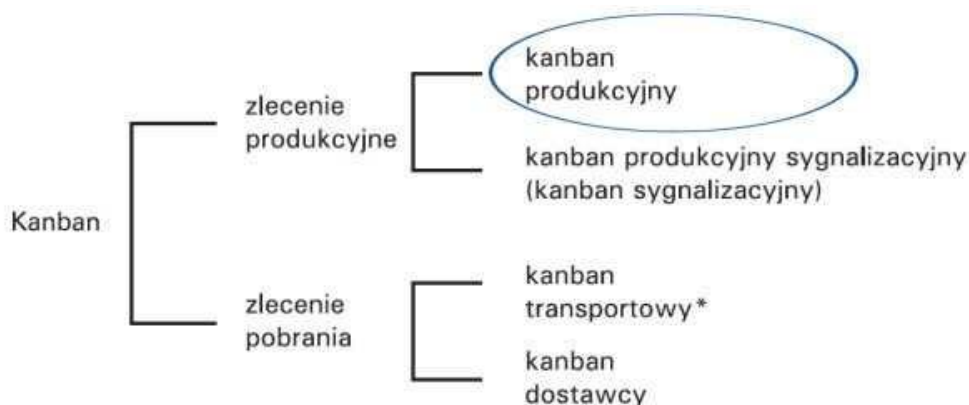 Kanban
zlecenie
produkcyjne
kanban
produkcyjny
kanban produkcyjny sygnalizacyjny
(kanban sygnalizacyjny)
zlecenie
pobrania
kanban
transportowy*
kanban
dostawcy